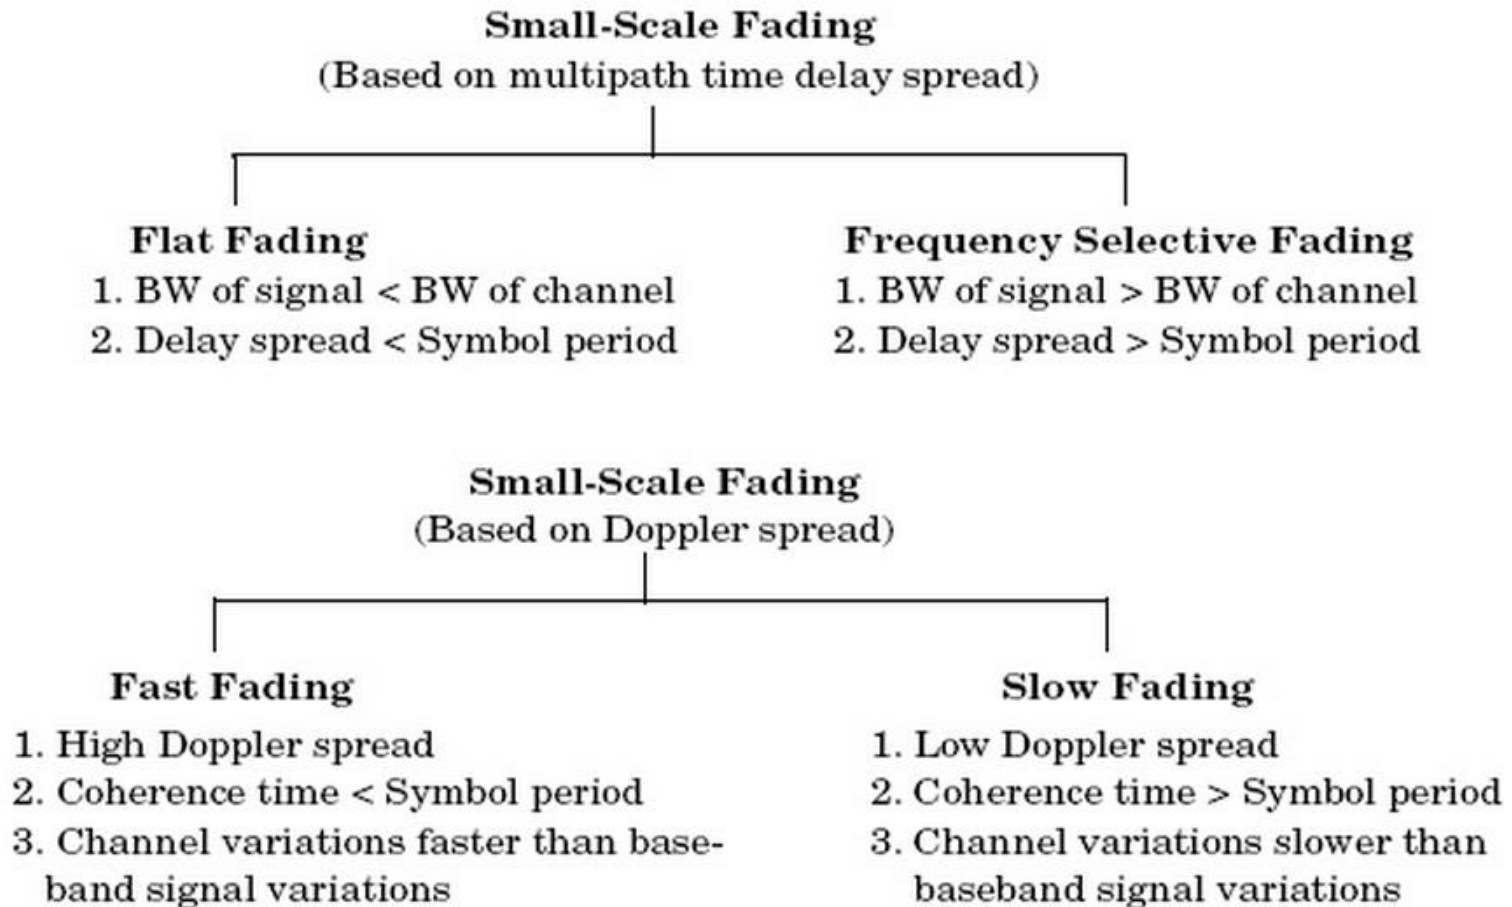 Small-Scale Fading
(Based on multipath time delay spread)
Flat Fading
1. BW of signal < BW of channel
2. Delay spread < Symbol period
Frequency Selective Fading
1. BW of signal > BW of channel
2. Delay spread > Symbol period
Small-Scale Fading
(Based on Doppler spread)
Fast Fading
1. High Doppler spread
2. Coherence time < Symbol period
3. Channel variations faster than base-
band signal variations
Slow Fading
1. Low Doppler spread
2. Coherence time > Symbol period
3. Channel variations slower than
baseband signal variations